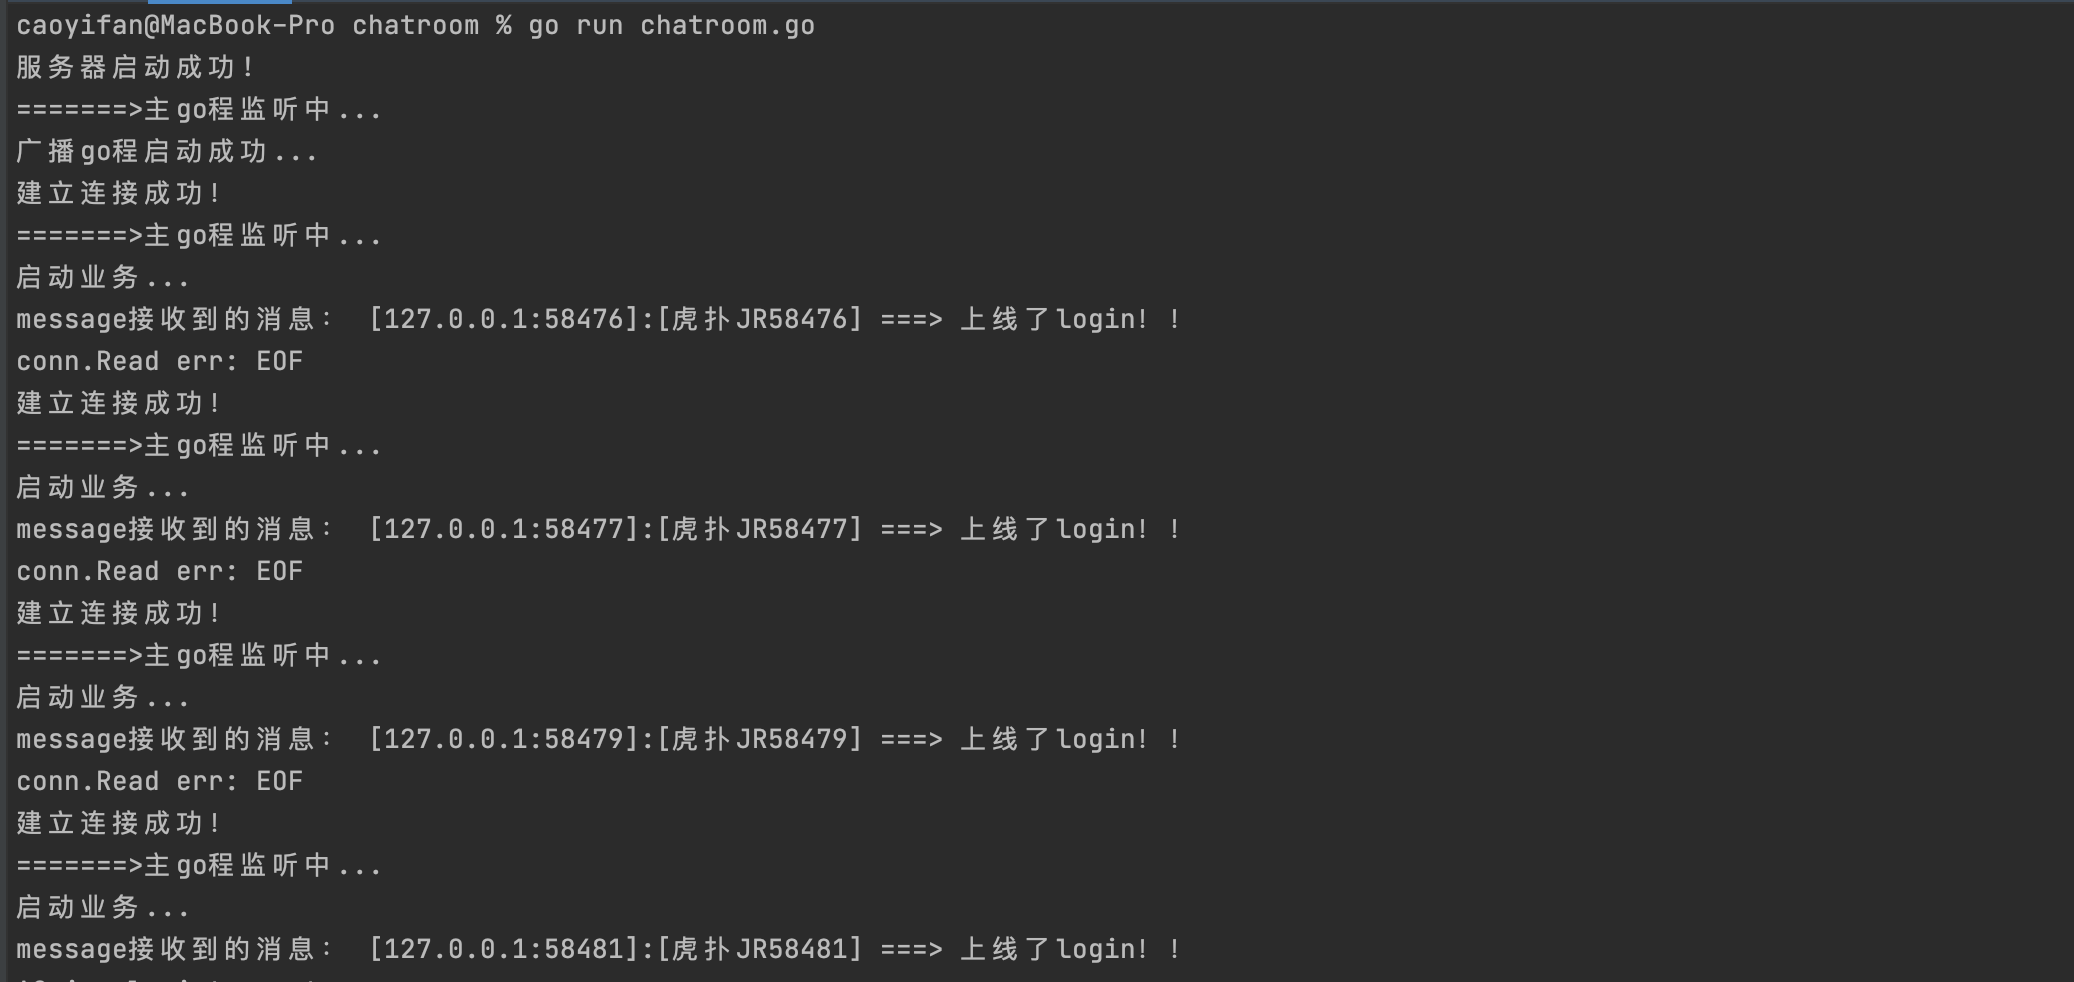 caoyifan@MacBook-Pro chatroom % go run chatroom.go
服务器启动成功!
=======>主go程监听中...
广播go程启动成功...
建立连接成功!
=======>主go程监听中...
启动业务...
message接收到的消息： [127.0.0.1:58476]:[虎扑JR58476] ===> 上线了login! !
conn.Read err: EOF
建立连接成功!
=======>主go程监听中...
启动业务...
message接收到的消息： [127.0.0.1:58477]:[虎扑JR58477] ===> 上线了login! !
conn.Read err: EOF
建立连接成功!
=======>主go程监听中...
启动业务...
message接收到的消息： [127.0.0.1:58479]:[虎扑JR58479] ===> 上线了login! !
conn.Read err: EOF
建立连接成功!
=======>主go程监听中...
启动业务...
message接收到的消息： [127.0.0.1:58481]:[虎扑JR58481] ===> 上线了login! !